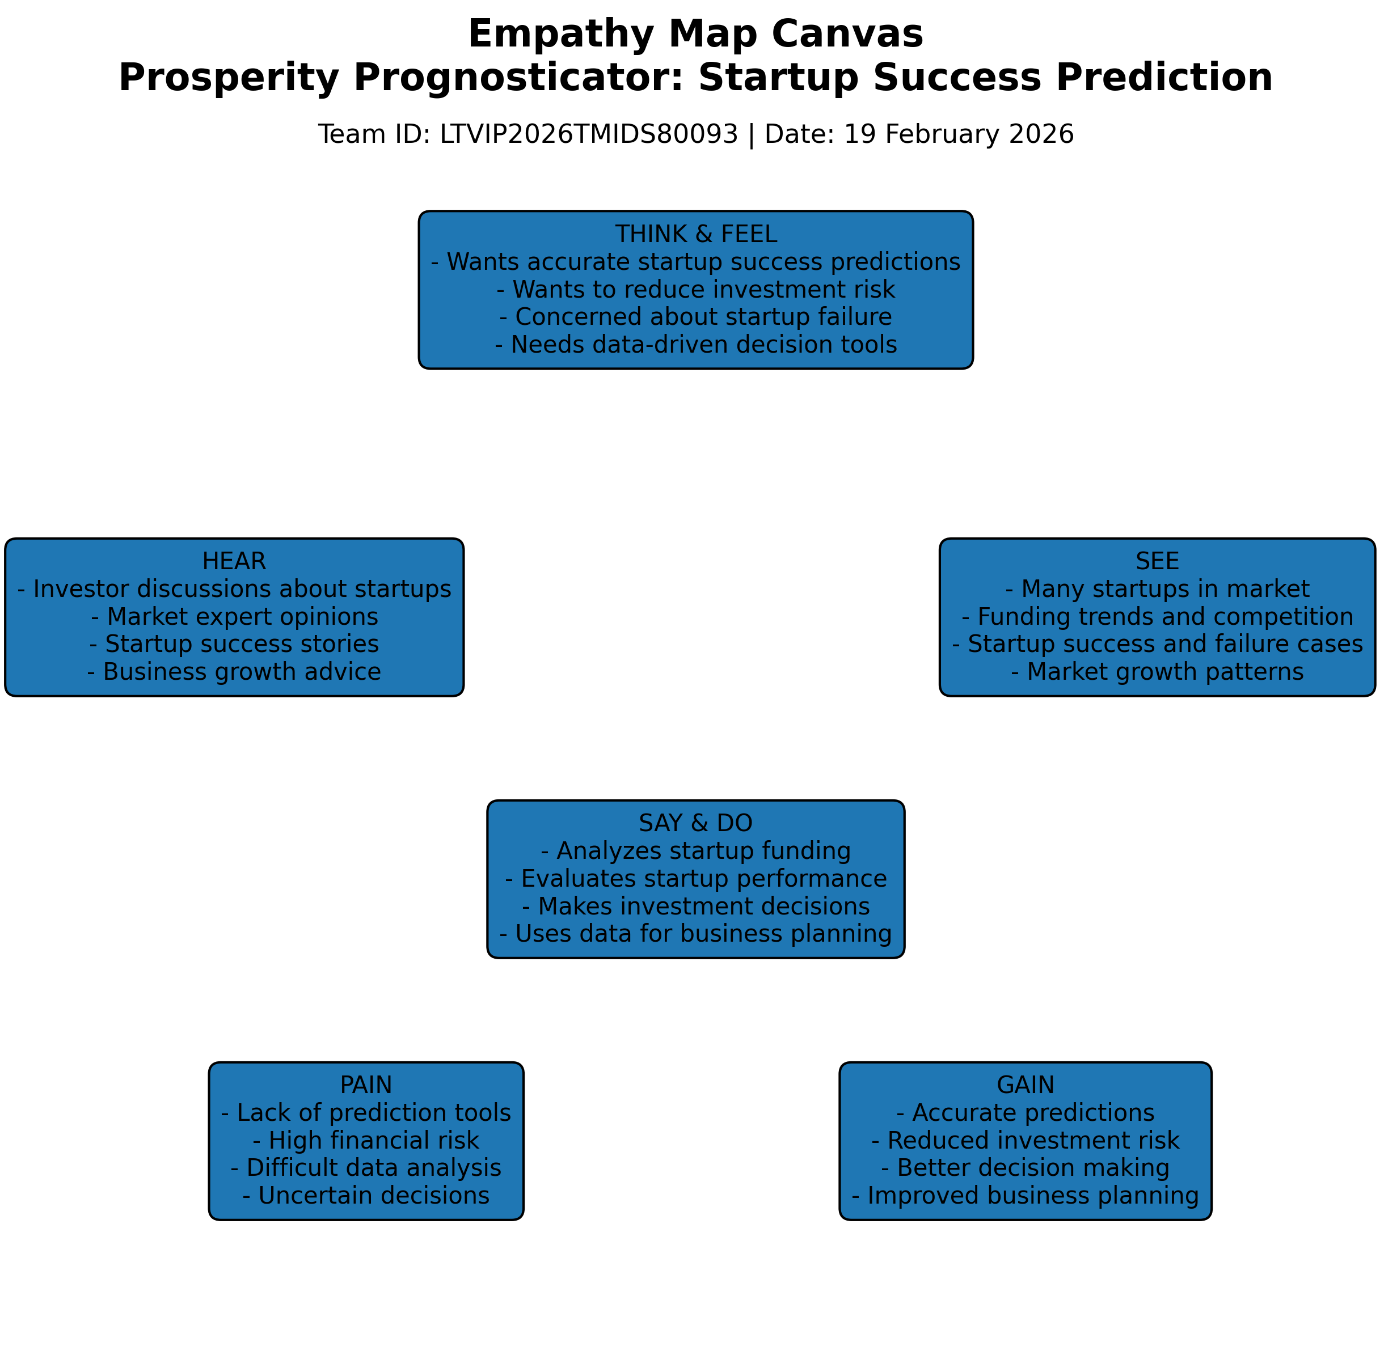 Empathy Map Canvas
Prosperity Prognosticator: Startup Success Prediction
Team ID: LTVIP2026TMIDS80093 | Date: 19 February 2026
THINK & FEEL
- Wants accurate startup success predictions
- Wants to reduce investment risk
- Concerned about startup failure
- Needs data-driven decision tools
HEAR
- Investor discussions about startups
- Market expert opinions
- Startup success stories
- Business growth advice
SEE
- Many startups in market
- Funding trends and competition
- Startup success and failure cases
- Market growth patterns
SAY & DO
- Analyzes startup funding
- Evaluates startup performance
- Makes investment decisions
- Uses data for business planning
PAIN
- Lack of prediction tools
- High financial risk
- Difficult data analysis
- Uncertain decisions
GAIN
- Accurate predictions
- Reduced investment risk
- Better decision making
- Improved business planning